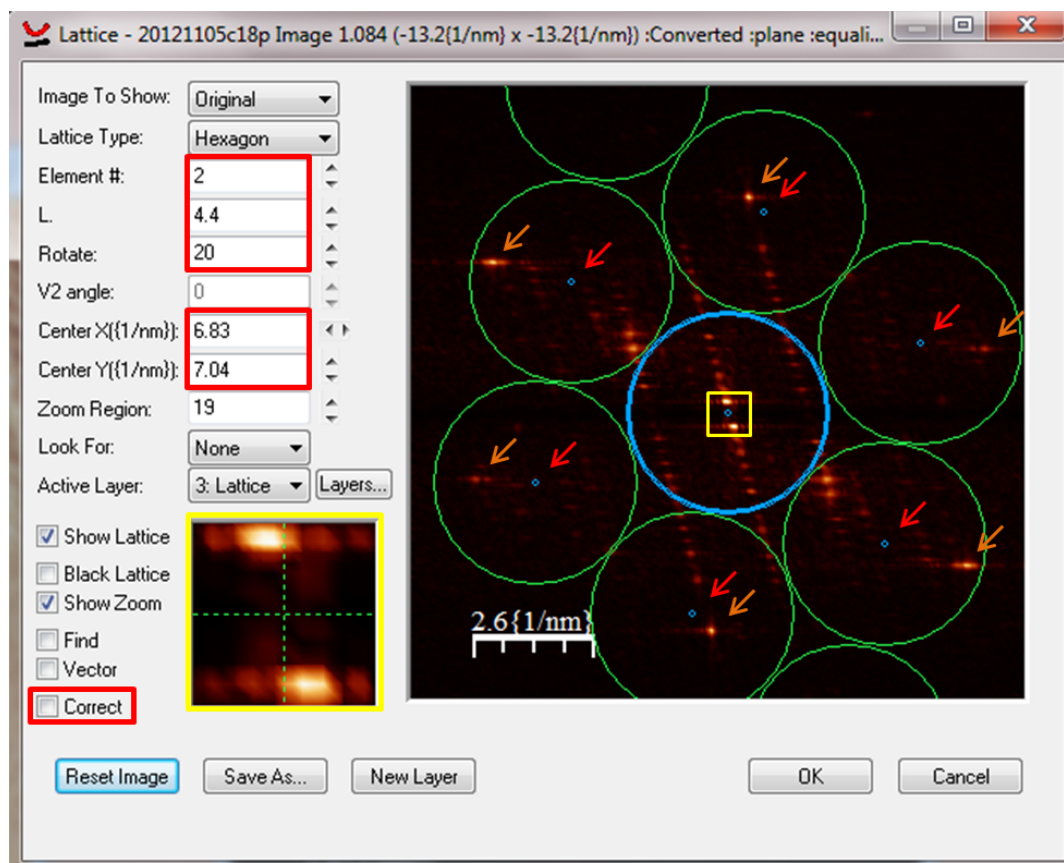 Lattice - 20121105c18p Image 1.084 (-13.2{1/nm} x -13.2{1/nm}) :Converted :plane :equali...
Image To Show: Original
Lattice Type: Hexagon
Element #: 2
L. 4.4
Rotate: 20
V2 angle: 0
Center X({1/nm}): 6.83
Center Y({1/nm}): 7.04
Zoom Region: 19
Look For: None
Active Layer: 3: Lattice Layers...
Show Lattice
Black Lattice
Show Zoom
Find
Vector
Correct
2.6{1/nm}
Reset Image Save As... New Layer OK Cancel